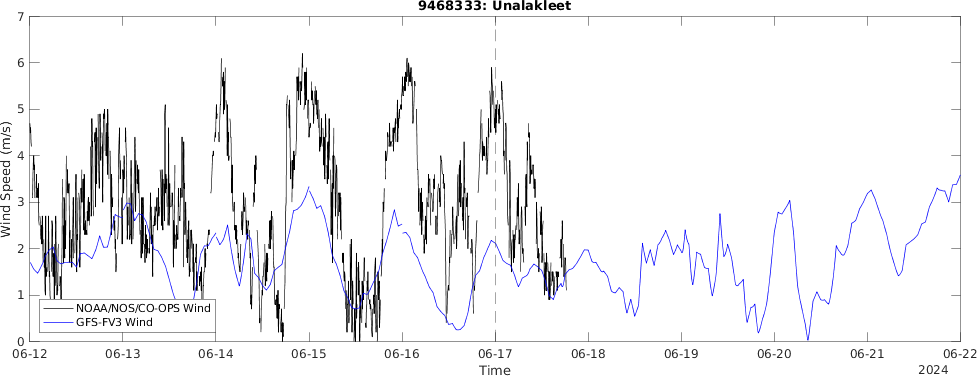 9468333: Unalakleet
7
6
5
4
3
2
1
0
Wind Speed (m/s)
NOAA/NOS/CO-OPS Wind
GFS-FV3 Wind
06-12 06-13 06-14 06-15 06-16 06-17 06-18 06-19 06-20 06-21 06-22
Time
2024